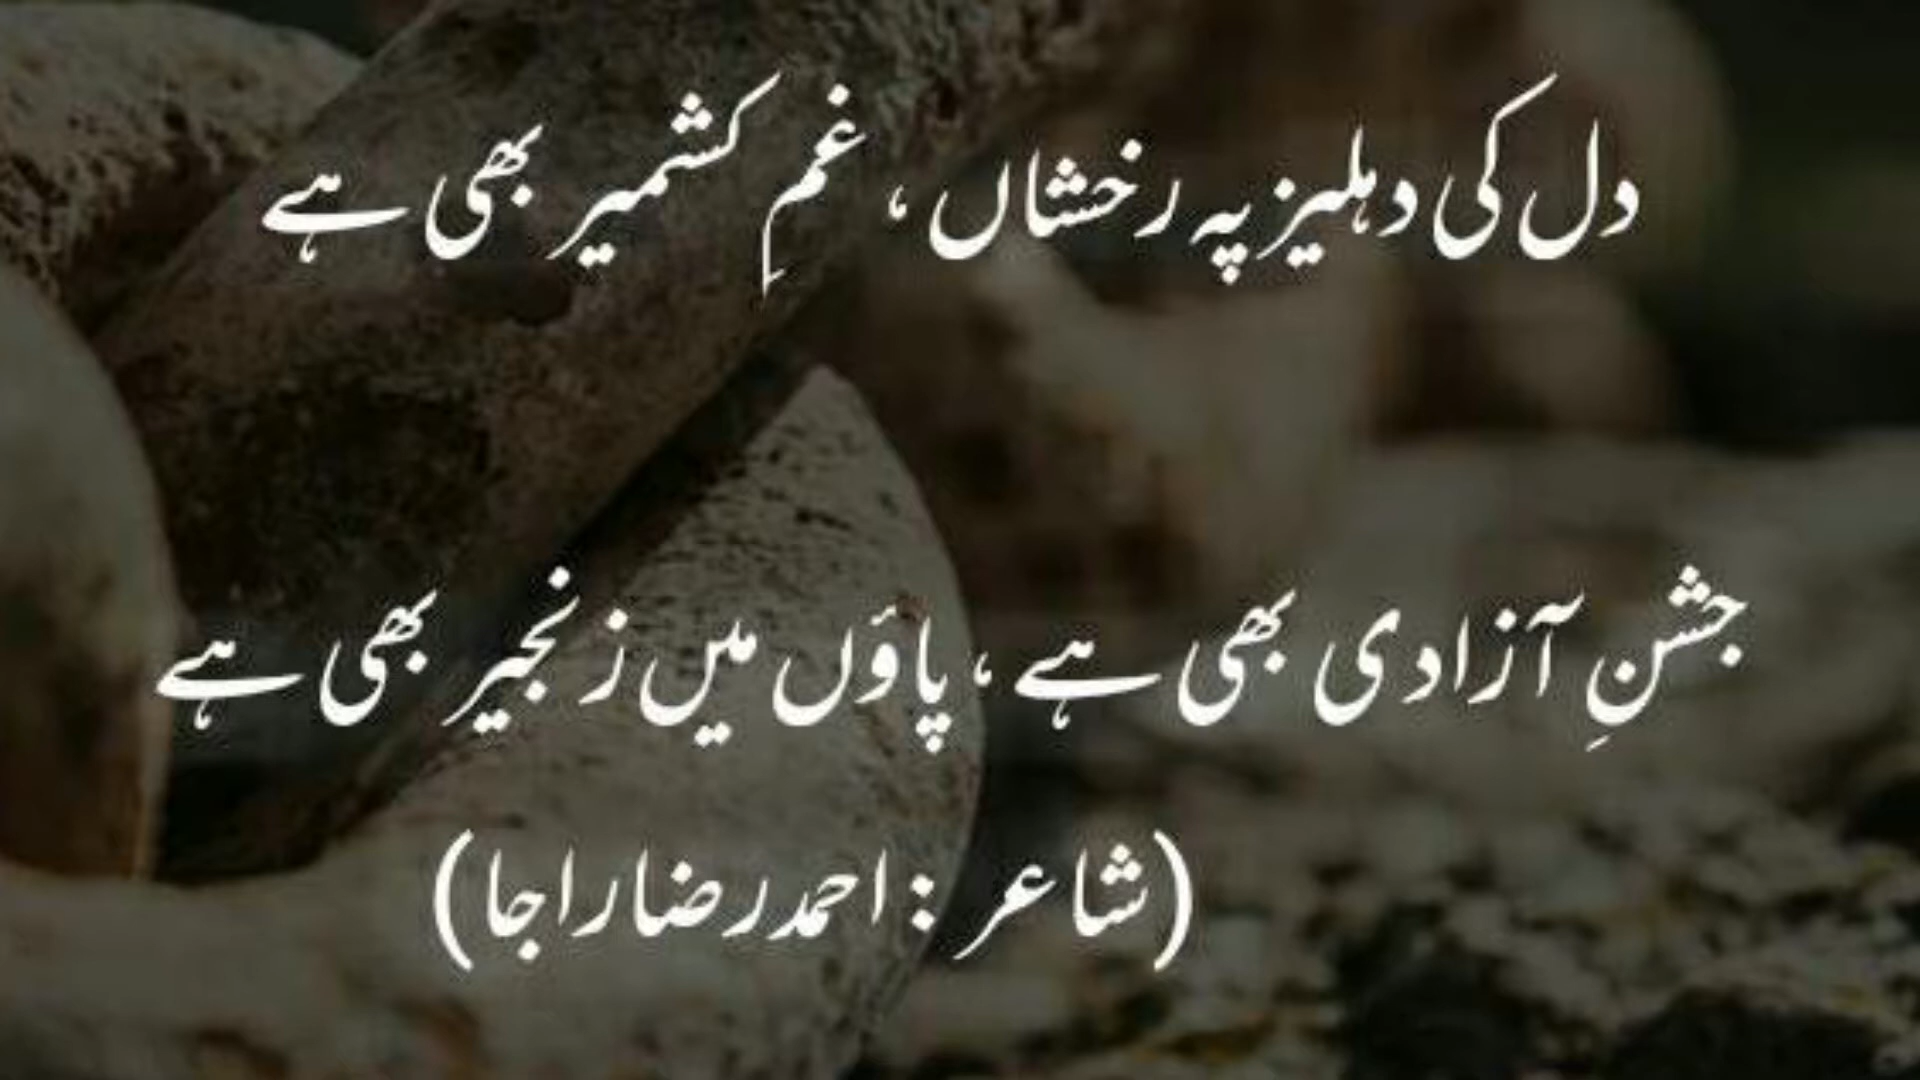 دل کی دہلیز پہ رخشاں ، غمِ کشمیر بھی ہے
جشنِ آزادی بھی ہے ، پاؤں میں زنجیر بھی ہے
(شاعر : احمد رضا راجا)